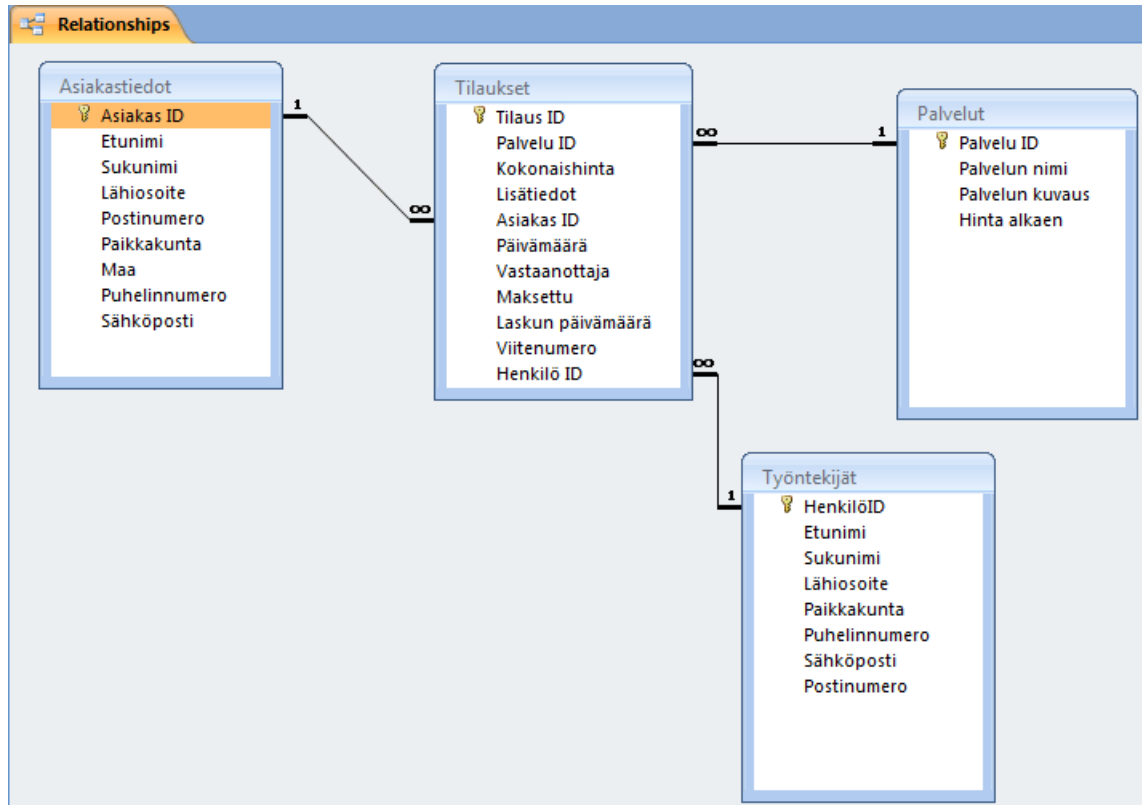 Relationships
Asiakastiedot
Asiakas ID
Etunimi
Sukunimi
Lähiosoite
Postinumero
Paikkakunta
Maa
Puhelinnumero
Sähköposti
1
∞
Tilaukset
Tilaus ID
Palvelu ID
Kokonaishinta
Lisätiedot
Asiakas ID
Päivämäärä
Vastaanottaja
Maksettu
Laskun päivämäärä
Viitenumero
Henkilö ID
∞
1
Palvelut
Palvelu ID
Palvelun nimi
Palvelun kuvaus
Hinta alkaen
∞
1
Työntekijät
HenkilöID
Etunimi
Sukunimi
Lähiosoite
Paikkakunta
Puhelinnumero
Sähköposti
Postinumero